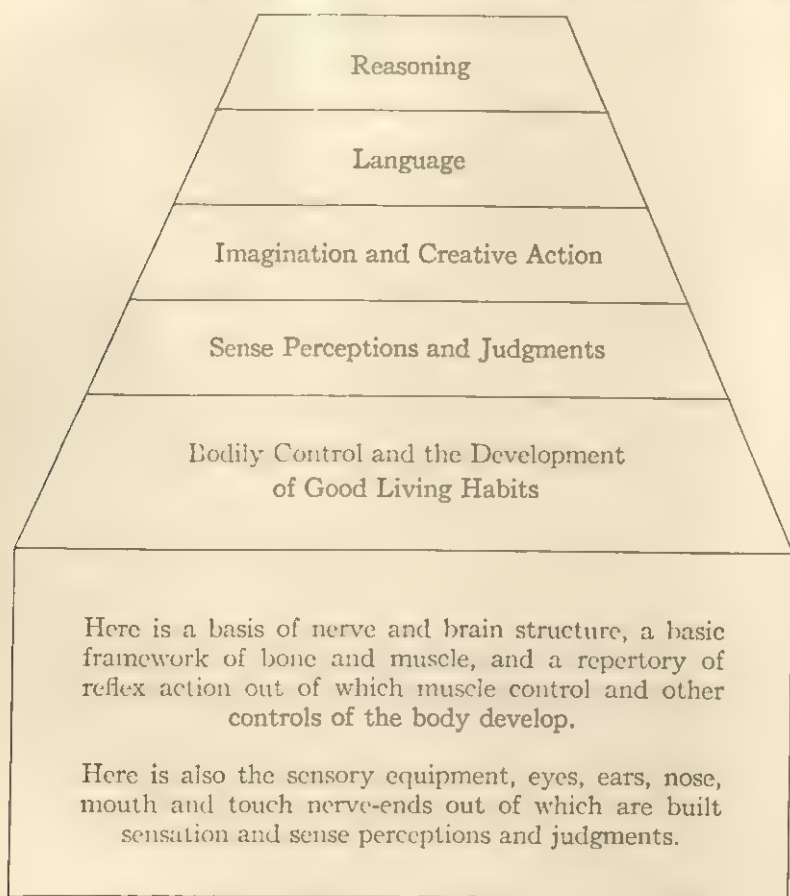 Reasoning
Language
Imagination and Creative Action
Sense Perceptions and Judgments
Bodily Control and the Development
of Good Living Habits
Here is a basis of nerve and brain structure, a basic
framework of bone and muscle, and a repertory of
reflex action out of which muscle control and other
controls of the body develop.
Here is also the sensory equipment, eyes, ears, nose,
mouth and touch nerve-ends out of which are built
sensation and sense perceptions and judgments.